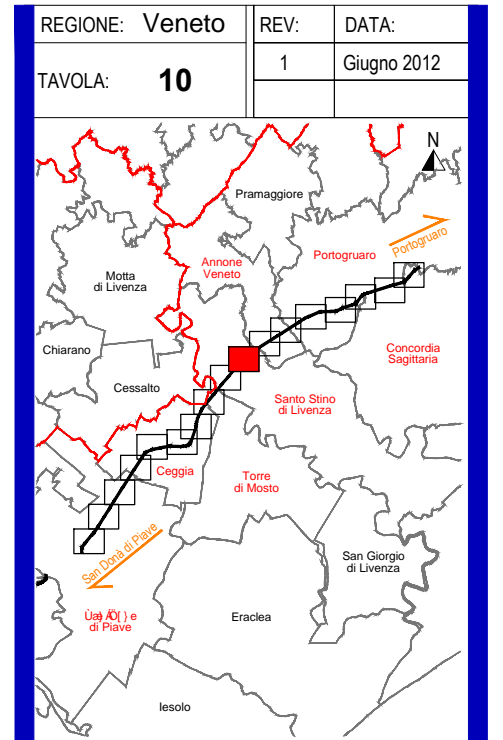 REGIONE: Veneto
REV:
DATA:
TAVOLA: 10
1
Giugno 2012
N
Pramaggiore
Portogruaro
Portogruaro
Annone
Veneto
Motta
di Livenza
Chiarano
Concordia
Sagittaria
Cessalto
Santo Stino
di Livenza
Ceggia
Torre
di Mosto
San Donà di Piave
San Giorgio
di Livenza
di Piave
Eraclea
Iesolo